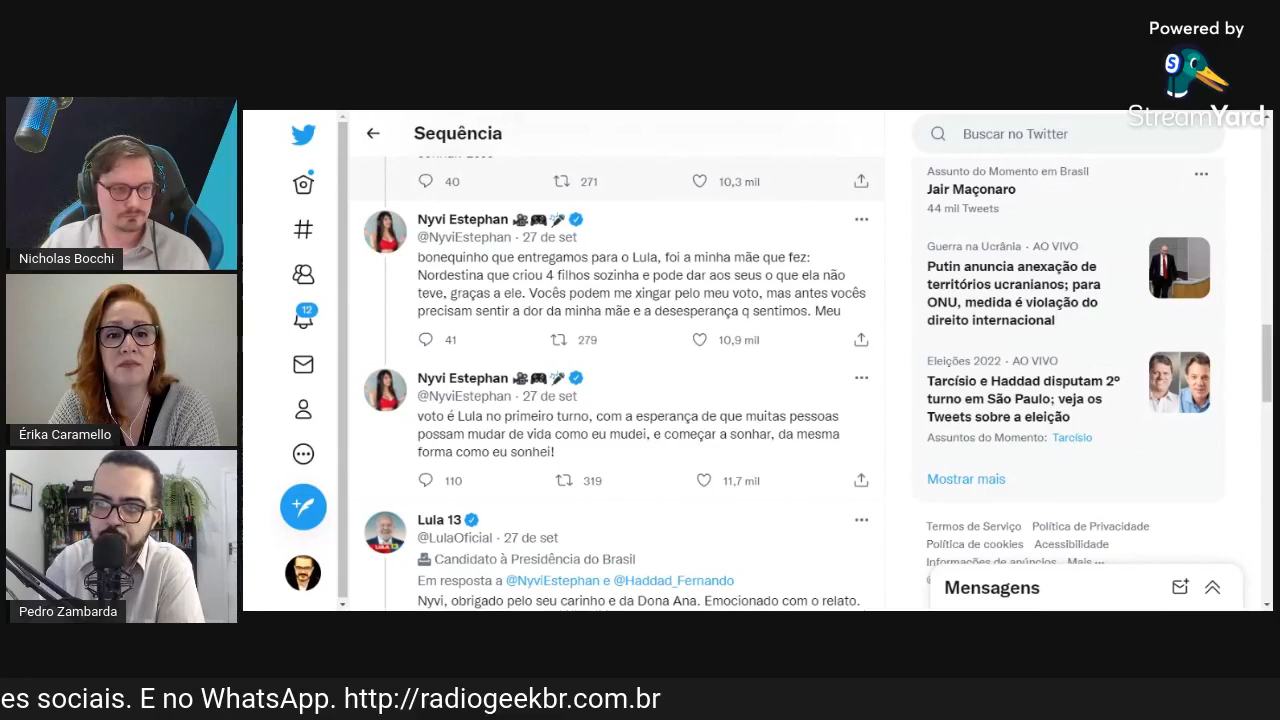 Powered by
StreamYard
Nicholas Bocchi
Érika Caramello
Pedro Zambarda
12
Sequência
40 271 10,3 mil
Nyvi Estephan
@NyviEstephan · 27 de set
bonequinho que entregamos para o Lula, foi a minha mãe que fez:
Nordestina que criou 4 filhos sozinha e pode dar aos seus o que ela não
teve, graças a ele. Vocês podem me xingar pelo meu voto, mas antes vocês
precisam sentir a dor da minha mãe e a desesperança q sentimos. Meu
41 279 10,9 mil
Nyvi Estephan
@NyviEstephan · 27 de set
voto é Lula no primeiro turno, com a esperança de que muitas pessoas
possam mudar de vida como eu mudei, e começar a sonhar, da mesma
forma como eu sonhei!
110 319 11,7 mil
Lula 13
@LulaOficial · 27 de set
Candidato à Presidência do Brasil
Em resposta a @NyviEstephan e @Haddad_Fernando
Nyvi, obrigado pelo seu carinho e da Dona Ana. Emocionado com o relato.
Buscar no Twitter
Assunto do Momento em Brasil
Jair Maçonaro
44 mil Tweets
Guerra na Ucrânia · AO VIVO
Putin anuncia anexação de
territórios ucranianos; para
ONU, medida é violação do
direito internacional
Eleições 2022 · AO VIVO
Tarcísio e Haddad disputam 2º
turno em São Paulo; veja os
Tweets sobre a eleição
Assuntos do Momento: Tarcísio
Mostrar mais
Termos de Serviço Política de Privacidade
Política de cookies Acessibilidade
Informações de anúncios Mais ···
Mensagens
es sociais. E no WhatsApp. http://radiogeekbr.com.br